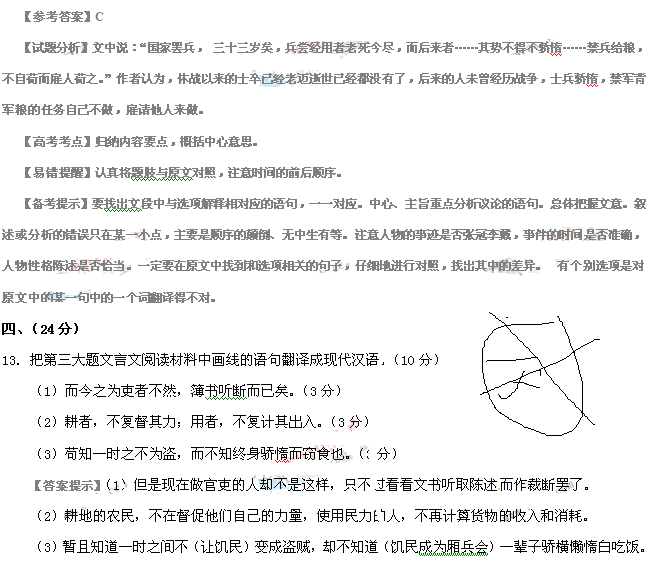 【参考答案】C
【试题分析】文中说：“国家罢兵， 三十三岁矣，兵尝经用者老死今尽，而后来者------其势不得不骄惰------禁兵给粮，
不自荷而雇人荷之。”作者认为，休战以来的士卒已经老迈逝世已经都没有了，后来的人未曾经历战争，士兵骄惰，禁军背
军粮的任务自己不做，雇请他人来做。
【高考考点】归纳内容要点，概括中心意思。
【易错提醒】认真将题肢与原文对照，注意时间的前后顺序。
【备考提示】要找出文段中与选项解释相对应的语句，一一对应。中心、主旨重点分析议论的语句。总体把握文意。叙
述或分析的错误只在某一个点，主要是顺序的颠倒、无中生有等。注意人物的事迹是否张冠李戴，事件的时间是否准确，
人物性格陈述是否恰当。一定要在原文中找到和选项相关的句子，仔细地进行对照，找出其中的差异。 有个别选项是对
原文中的某一句中的一个词翻译得不对。
四、（24分）
13. 把第三大题文言文阅读材料中画线的语句翻译成现代汉语.（10 分）
（1）而今之为吏者不然，簿书听断而已矣。（3 分）
（2）耕者，不复督其力；用者，不复计其出入。（3 分）
（3）苟知一时之不为盗，而不知终身骄惰而窃食也。（ 分）
【答案提示】（1）但是现在做官吏的人却不是这样，只不过看看文书听取陈述而作裁断罢了。
（2）耕地的农民，不在督促他们自己的力量，使用民力 人，不再计算货物的收入和消耗。
（3）暂且知道一时之间不（让饥民）变成盗贼，却不知道（饥民成为厢兵会）一辈子骄横懒惰白吃饭。